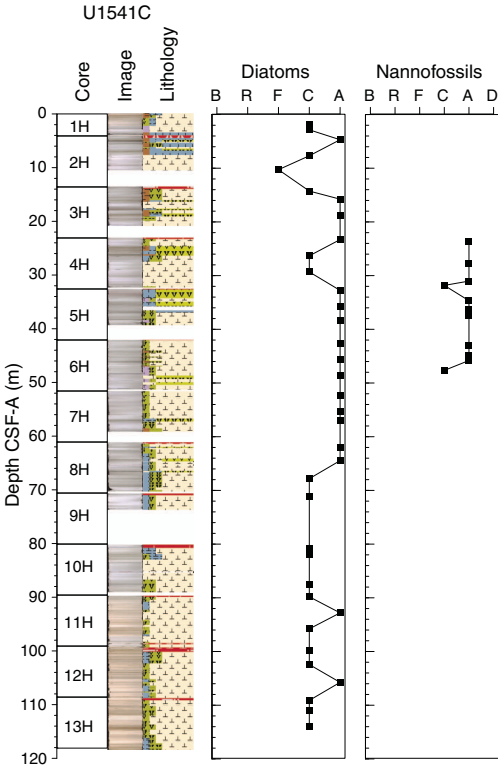 U1541C
Core
Image
Lithology
Diatoms
Nannofossils
B R F C A
B R F C A D
Depth CSF-A (m)
0
10
20
30
40
50
60
70
80
90
100
110
120
1H
2H
3H
4H
5H
6H
7H
8H
9H
10H
11H
12H
13H